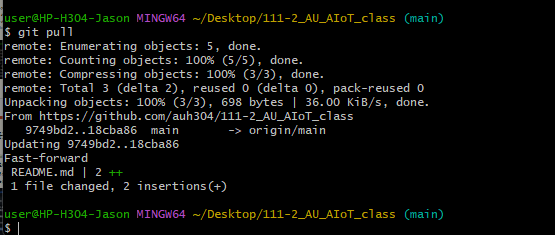 user@HP-H304-Jason MINGW64 ~/Desktop/111-2_AU_AIoT_class (main)
$ git pull
remote: Enumerating objects: 5, done.
remote: Counting objects: 100% (5/5), done.
remote: Compressing objects: 100% (3/3), done.
remote: Total 3 (delta 2), reused 0 (delta 0), pack-reused 0
Unpacking objects: 100% (3/3), 698 bytes | 36.00 KiB/s, done.
From https://github.com/auh304/111-2_AU_AIoT_class
   9749bd2..18cba86  main       -> origin/main
Updating 9749bd2..18cba86
Fast-forward
 README.md | 2 ++
 1 file changed, 2 insertions(+)
user@HP-H304-Jason MINGW64 ~/Desktop/111-2_AU_AIoT_class (main)
$